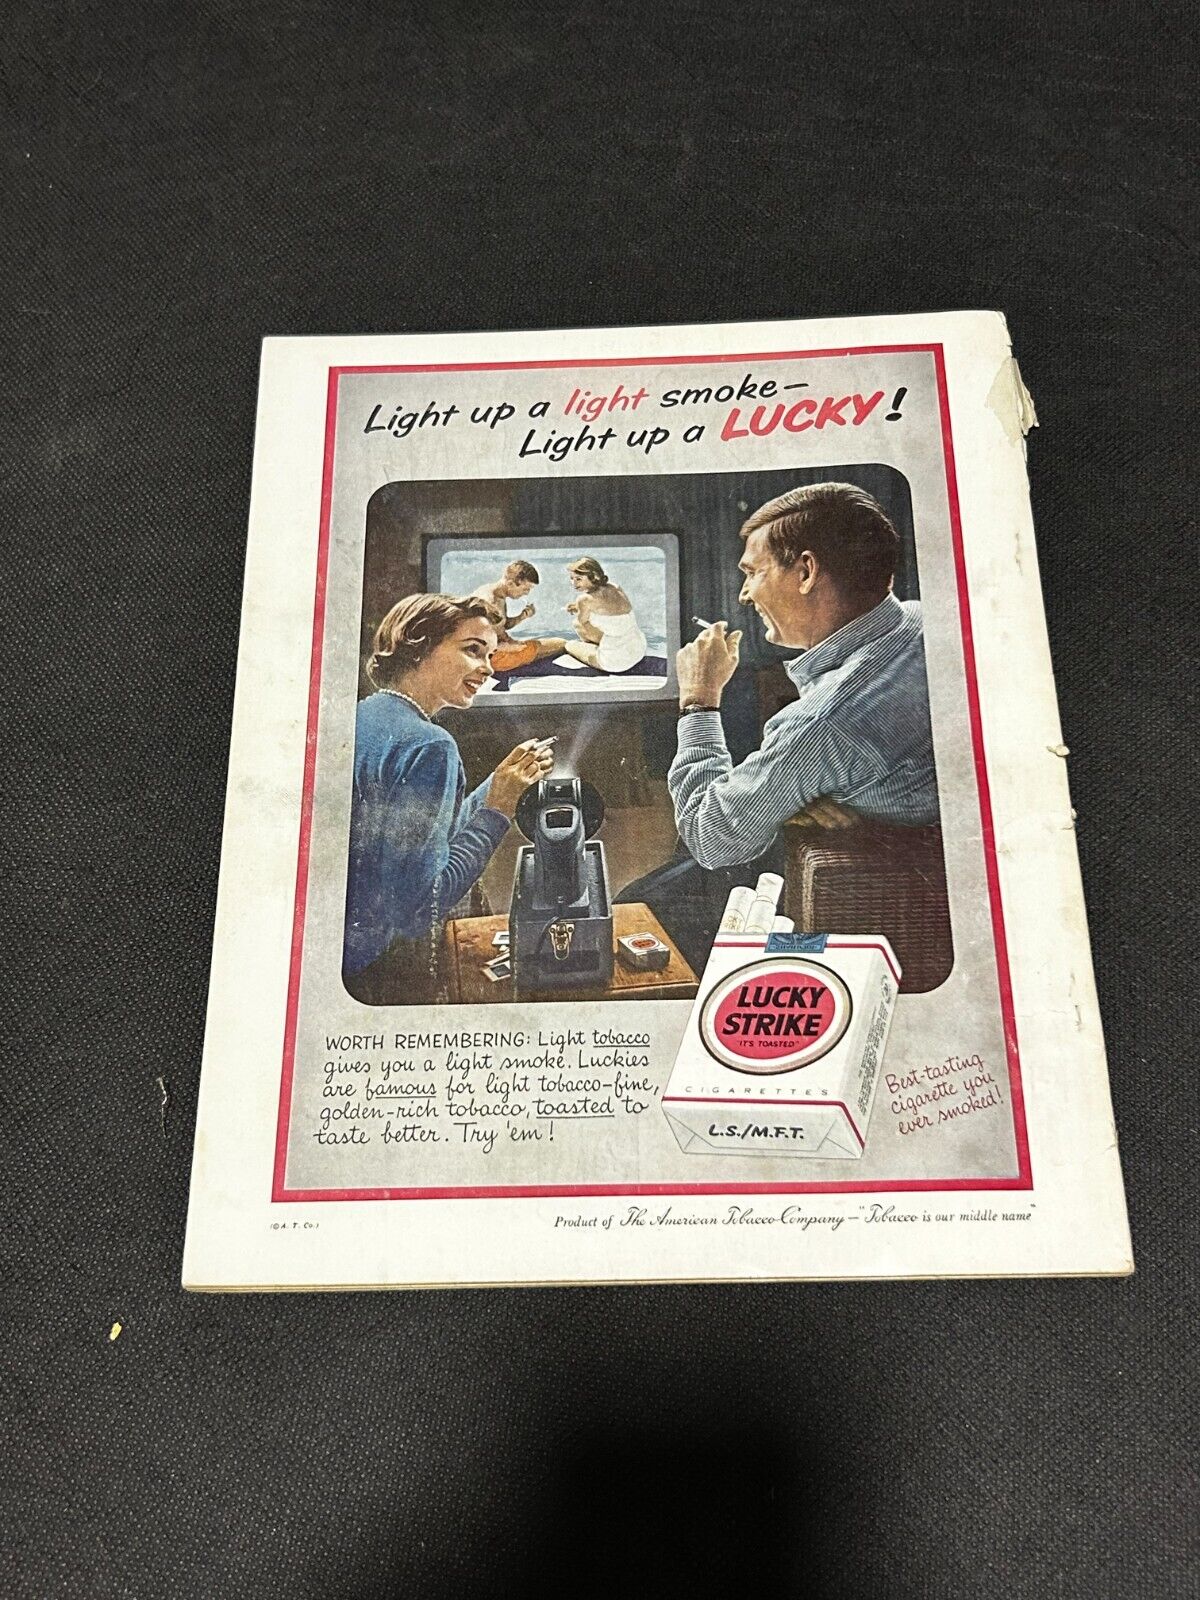 Light up a light smoke—
Light up a LUCKY!
LUCKY
STRIKE
"IT'S TOASTED"
CIGARETTES
L.S./M.F.T.
WORTH REMEMBERING: Light tobacco
gives you a light smoke. Luckies
are famous for light tobacco-fine,
golden-rich tobacco, toasted to
taste better. Try 'em!
Best-tasting
cigarette you
ever smoked!
(© A. T. Co.)
Product of The American Tobacco Company—"Tobacco is our middle name"